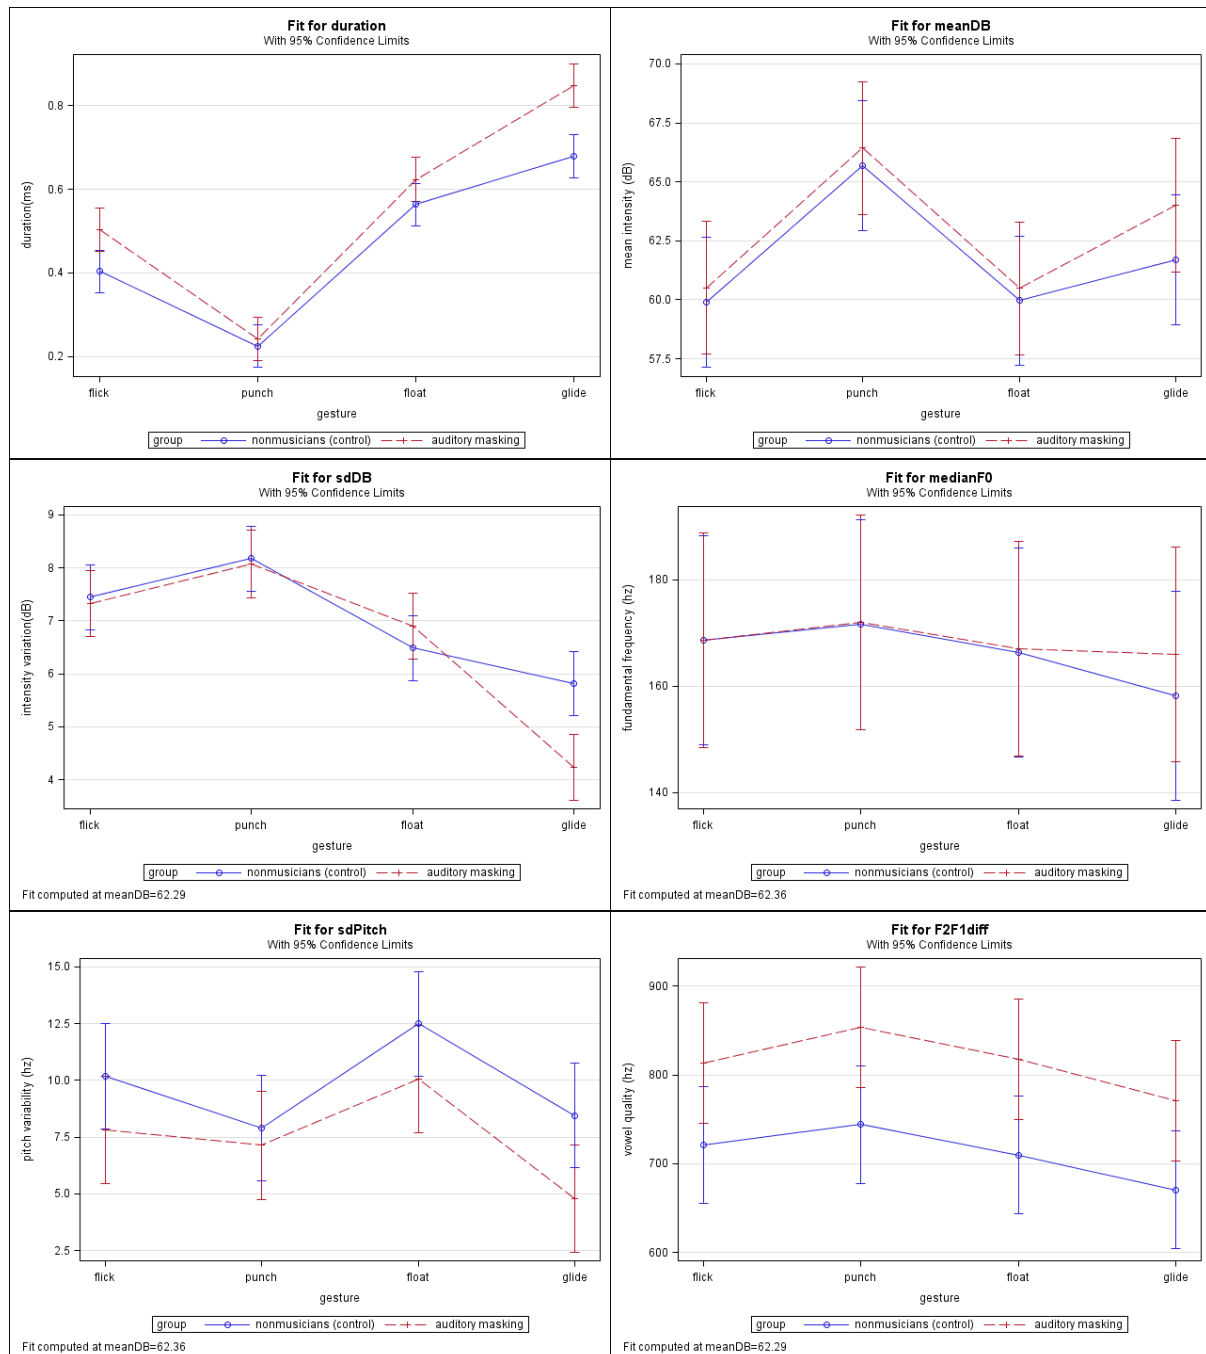 Fit for duration
With 95% Confidence Limits
duration(ms)
0.8
0.6
0.4
0.2
flick punch float glide
gesture
group nonmusicians (control) auditory masking
Fit for meanDB
With 95% Confidence Limits
mean intensity (dB)
70.0
67.5
65.0
62.5
60.0
57.5
flick punch float glide
gesture
group nonmusicians (control) auditory masking
Fit for sdDB
With 95% Confidence Limits
intensity variation(dB)
9
8
7
6
5
4
flick punch float glide
gesture
group nonmusicians (control) auditory masking
Fit computed at meanDB=62.29
Fit for medianF0
With 95% Confidence Limits
fundamental frequency (hz)
180
160
140
flick punch float glide
gesture
group nonmusicians (control) auditory masking
Fit computed at meanDB=62.36
Fit for sdPitch
With 95% Confidence Limits
pitch variability (hz)
15.0
12.5
10.0
7.5
5.0
2.5
flick punch float glide
gesture
group nonmusicians (control) auditory masking
Fit computed at meanDB=62.36
Fit for F2F1diff
With 95% Confidence Limits
vowel quality (hz)
900
800
700
600
flick punch float glide
gesture
group nonmusicians (control) auditory masking
Fit computed at meanDB=62.29